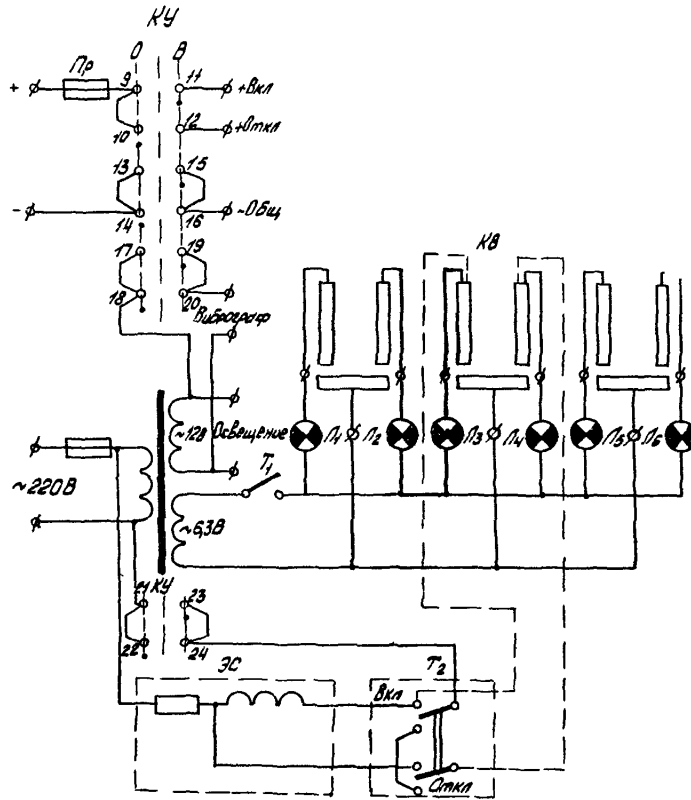 КУ
О В
Пр 9 11
+ +Вкл
10 12 +Откл
13 15
- 14 16 -Общ
17 19
18 20
Виброграф
КВ
~12В Освещение Л1 Л2 Л3 Л4 Л5 Л6
Т1
~220В
~6,3В
КУ
21 23
22 24
ЭС Т2
Вкл
Откл